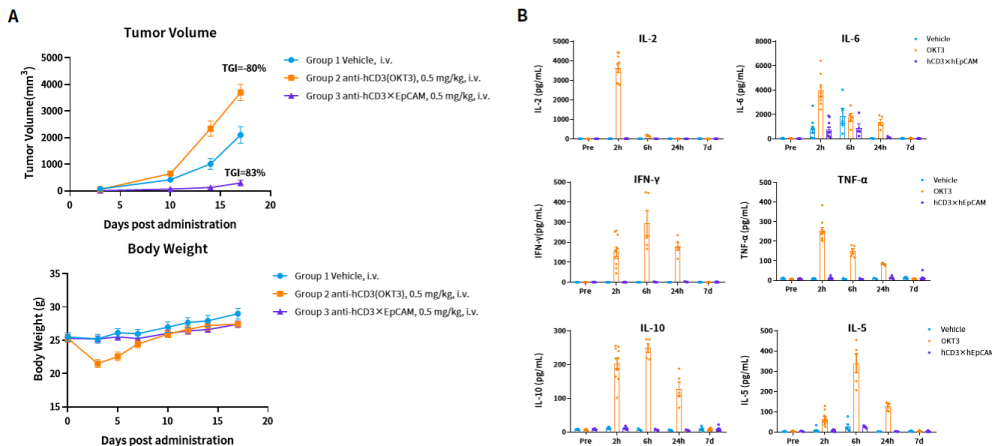 A
Tumor Volume
Tumor Volume(mm³)
5000
4000
3000
2000
1000
0
0
5
10
15
20
Days post administration
TGI=-80%
TGI=83%
Group 1 Vehicle, i.v.
Group 2 anti-hCD3(OKT3), 0.5 mg/kg, i.v.
Group 3 anti-hCD3×EpCAM, 0.5 mg/kg, i.v.
Body Weight
Body Weight (g)
35
30
25
20
15
0
5
10
15
20
Days post administration
Group 1 Vehicle, i.v.
Group 2 anti-hCD3(OKT3), 0.5 mg/kg, i.v.
Group 3 anti-hCD3×EpCAM, 0.5 mg/kg, i.v.
B
IL-2
IL-2 (pg/mL)
5000
4000
3000
2000
1000
0
Pre
2h
6h
24h
7d
IL-6
IL-6 (pg/mL)
8000
6000
4000
2000
0
Pre
2h
6h
24h
7d
Vehicle
OKT3
hCD3×hEpCAM
IFN-γ
IFN-γ(pg/mL)
500
400
300
200
100
0
Pre
2h
6h
24h
7d
TNF-α
TNF-α (pg/mL)
500
400
300
200
100
0
Pre
2h
6h
24h
7d
Vehicle
OKT3
hCD3×hEpCAM
IL-10
IL-10 (pg/mL)
300
200
100
0
Pre
2h
6h
24h
7d
IL-5
IL-5 (pg/mL)
500
400
300
200
100
0
Pre
2h
6h
24h
7d
Vehicle
OKT3
hCD3×hEpCAM